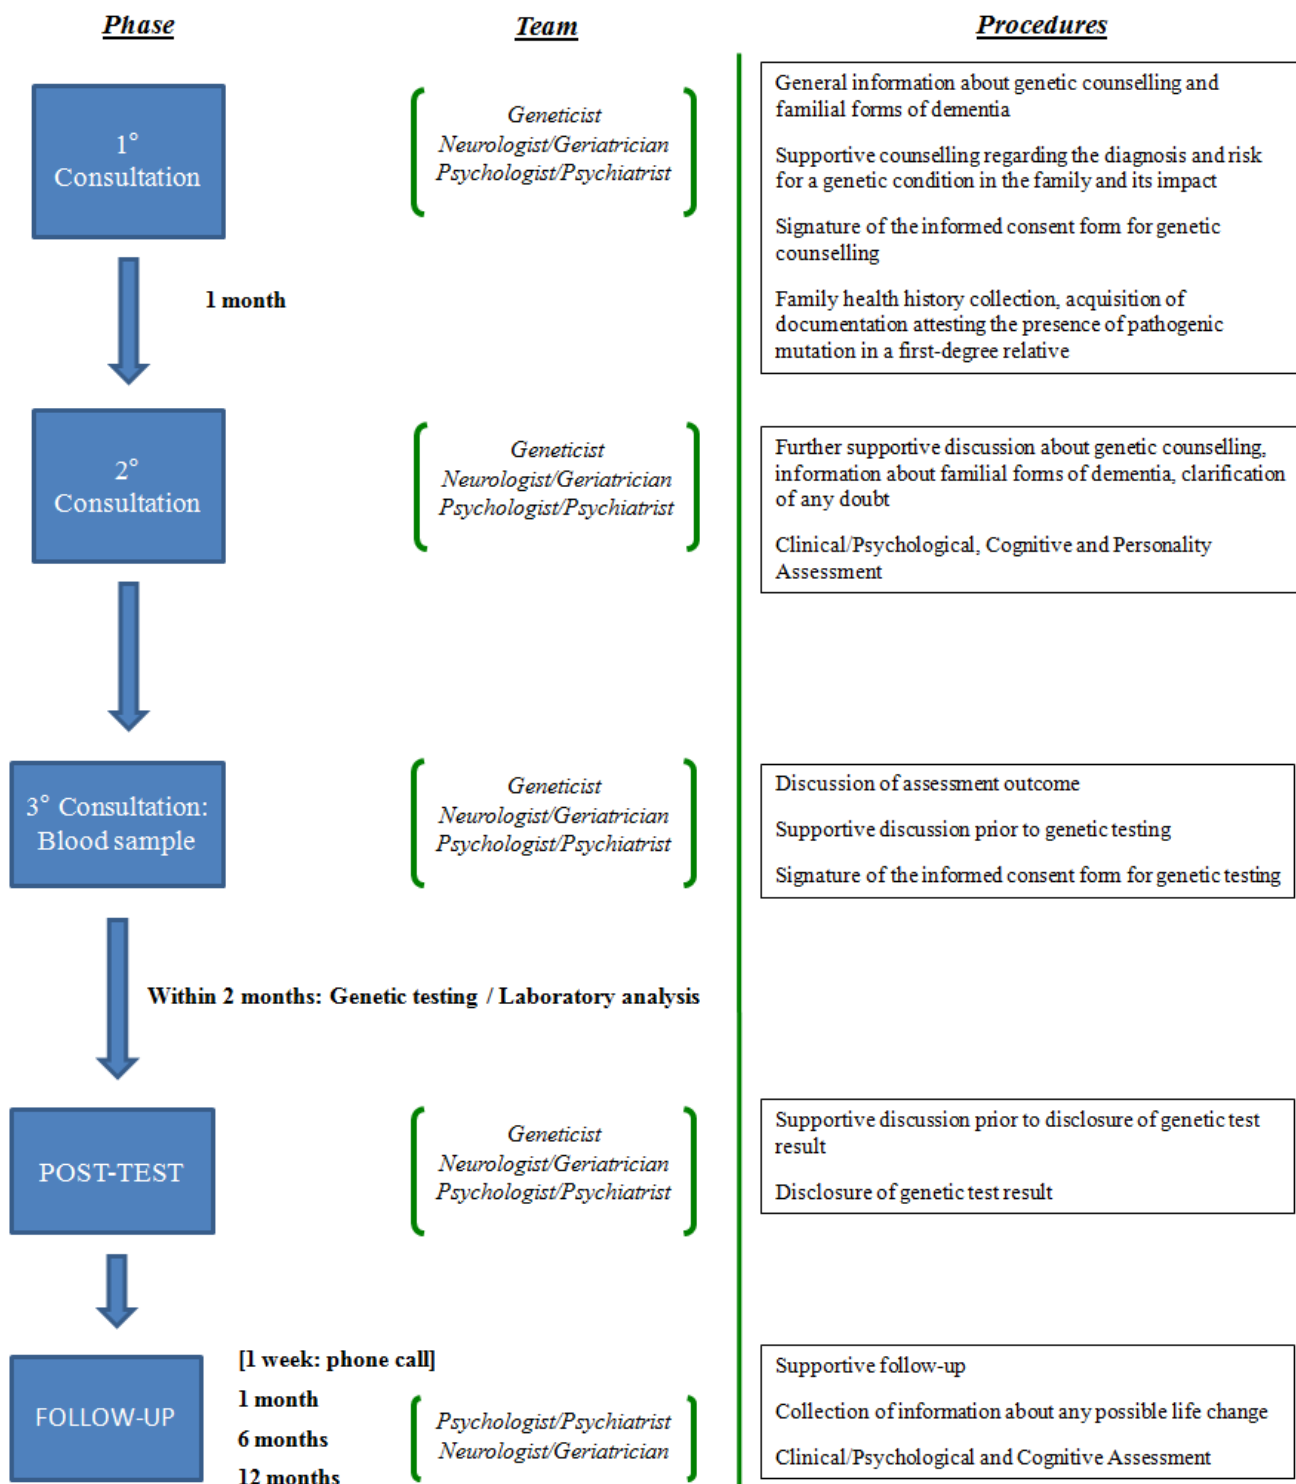 Phase
Team
Procedures
1°
Consultation
Geneticist
Neurologist/Geriatrician
Psychologist/Psychiatrist
General information about genetic counselling and
familial forms of dementia
Supportive counselling regarding the diagnosis and risk
for a genetic condition in the family and its impact
Signature of the informed consent form for genetic
counselling
Family health history collection, acquisition of
documentation attesting the presence of pathogenic
mutation in a first-degree relative
1 month
2°
Consultation
Geneticist
Neurologist/Geriatrician
Psychologist/Psychiatrist
Further supportive discussion about genetic counselling,
information about familial forms of dementia, clarification
of any doubt
Clinical/Psychological, Cognitive and Personality
Assessment
3° Consultation:
Blood sample
Geneticist
Neurologist/Geriatrician
Psychologist/Psychiatrist
Discussion of assessment outcome
Supportive discussion prior to genetic testing
Signature of the informed consent form for genetic testing
Within 2 months: Genetic testing / Laboratory analysis
POST-TEST
Geneticist
Neurologist/Geriatrician
Psychologist/Psychiatrist
Supportive discussion prior to disclosure of genetic test
result
Disclosure of genetic test result
FOLLOW-UP
[1 week: phone call]
1 month
6 months
12 months
Psychologist/Psychiatrist
Neurologist/Geriatrician
Supportive follow-up
Collection of information about any possible life change
Clinical/Psychological and Cognitive Assessment